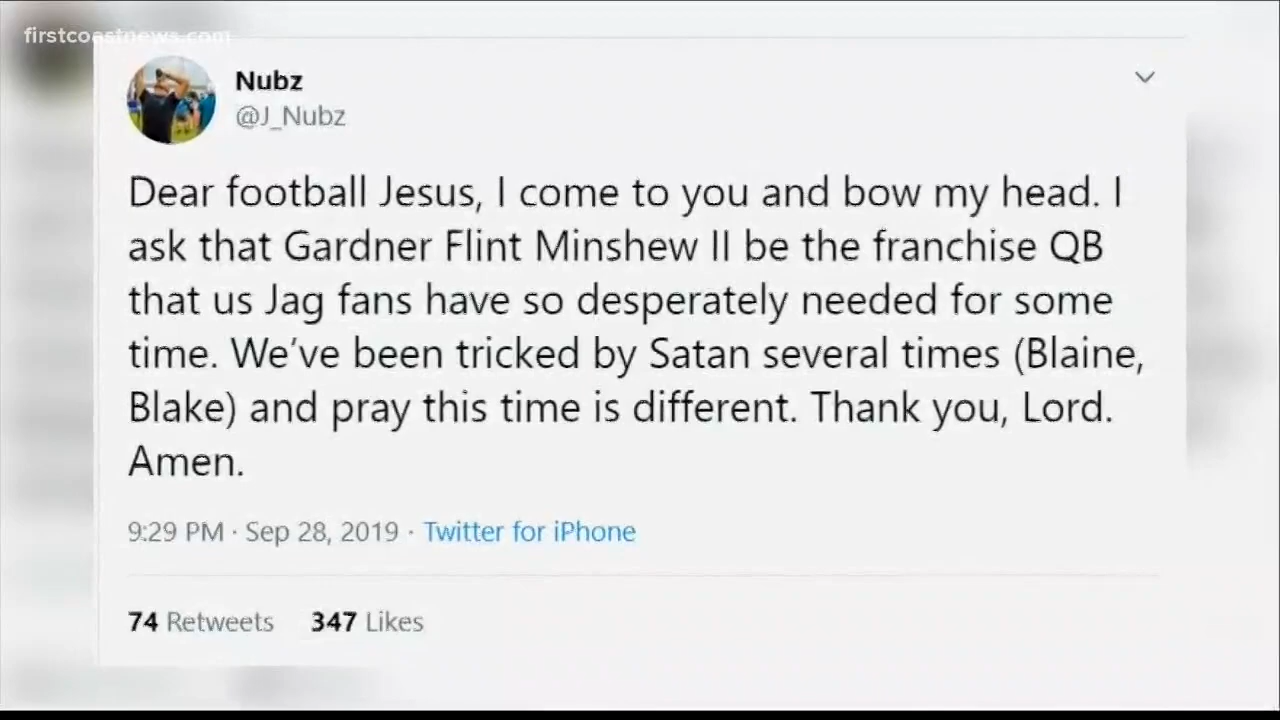 firstcoastnews.com
Nubz
@J_Nubz
Dear football Jesus, I come to you and bow my head. I
ask that Gardner Flint Minshew II be the franchise QB
that us Jag fans have so desperately needed for some
time. We’ve been tricked by Satan several times (Blaine,
Blake) and pray this time is different. Thank you, Lord.
Amen.
9:29 PM · Sep 28, 2019 · Twitter for iPhone
74 Retweets 347 Likes